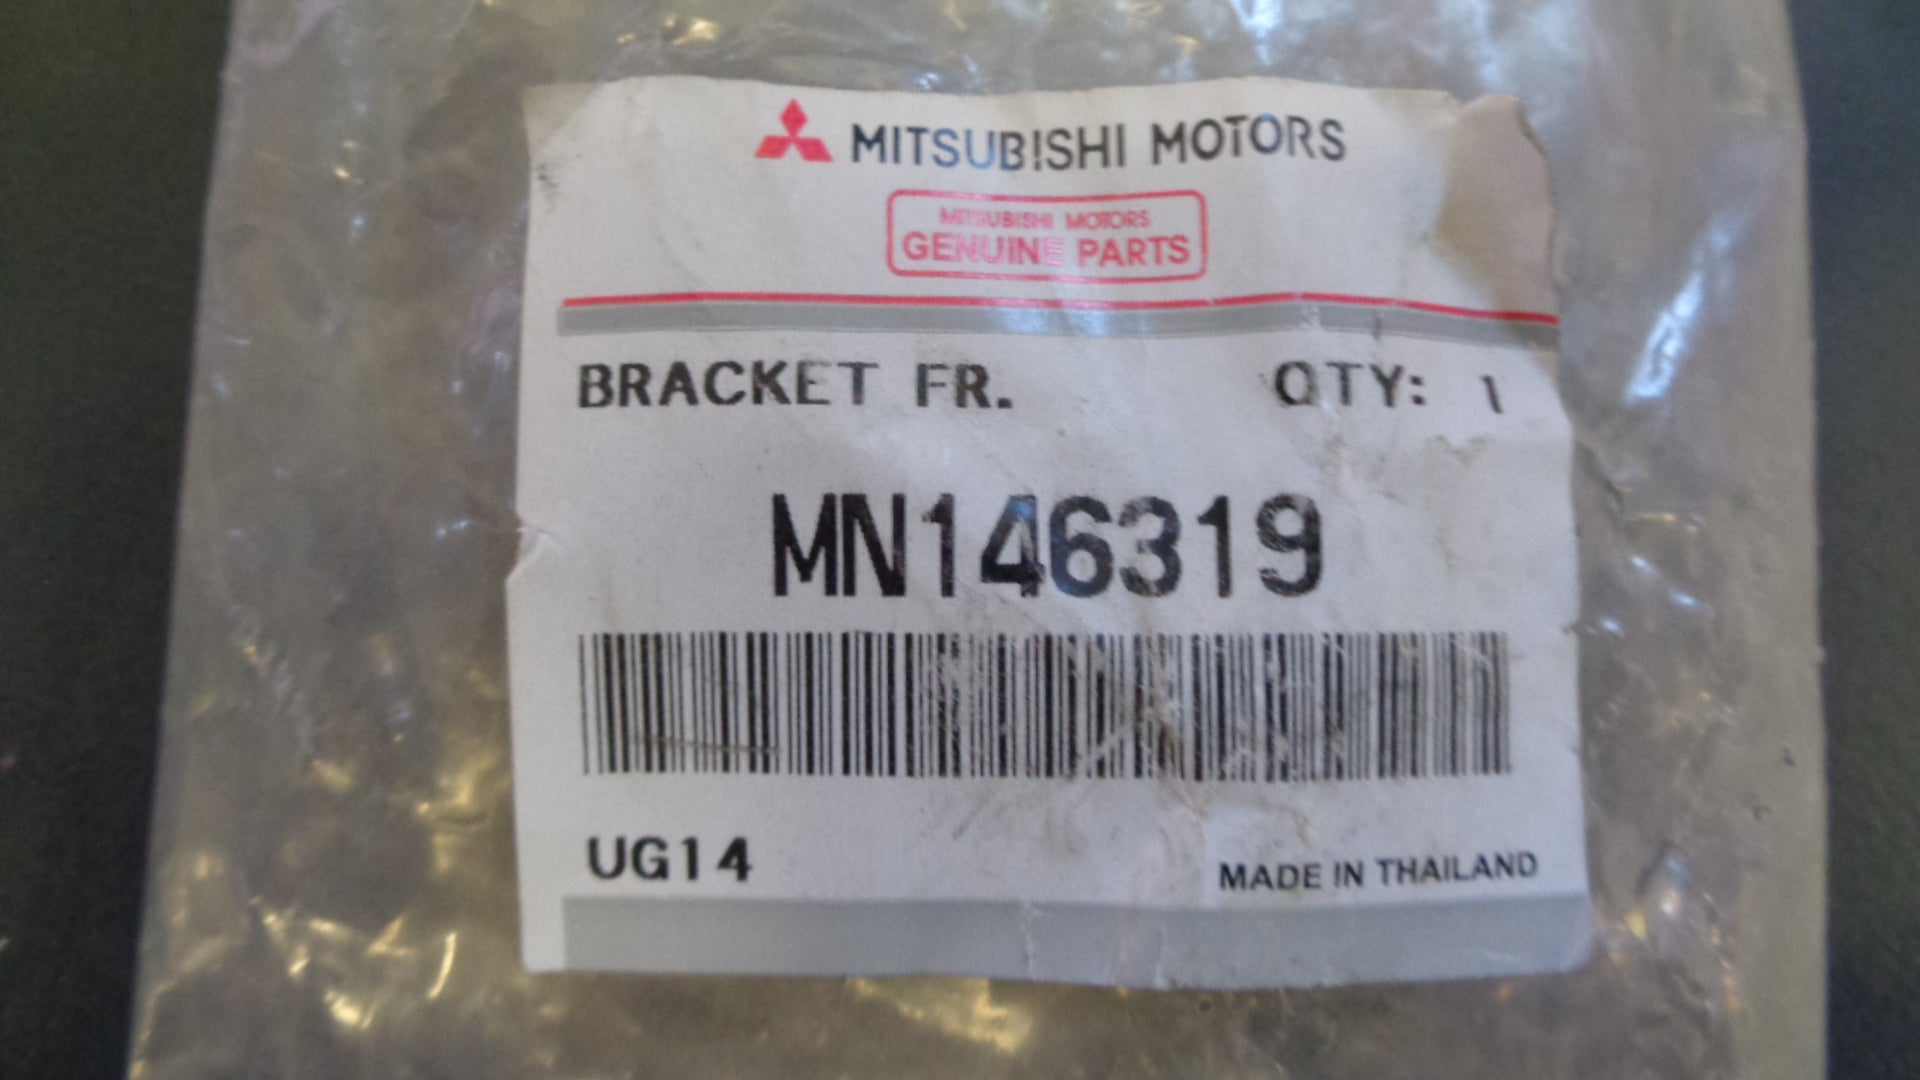 MITSUBISHI MOTORS
MITSUBISHI MOTORS
GENUINE PARTS
BRACKET FR. QTY: 1
MN146319
UG14 MADE IN THAILAND